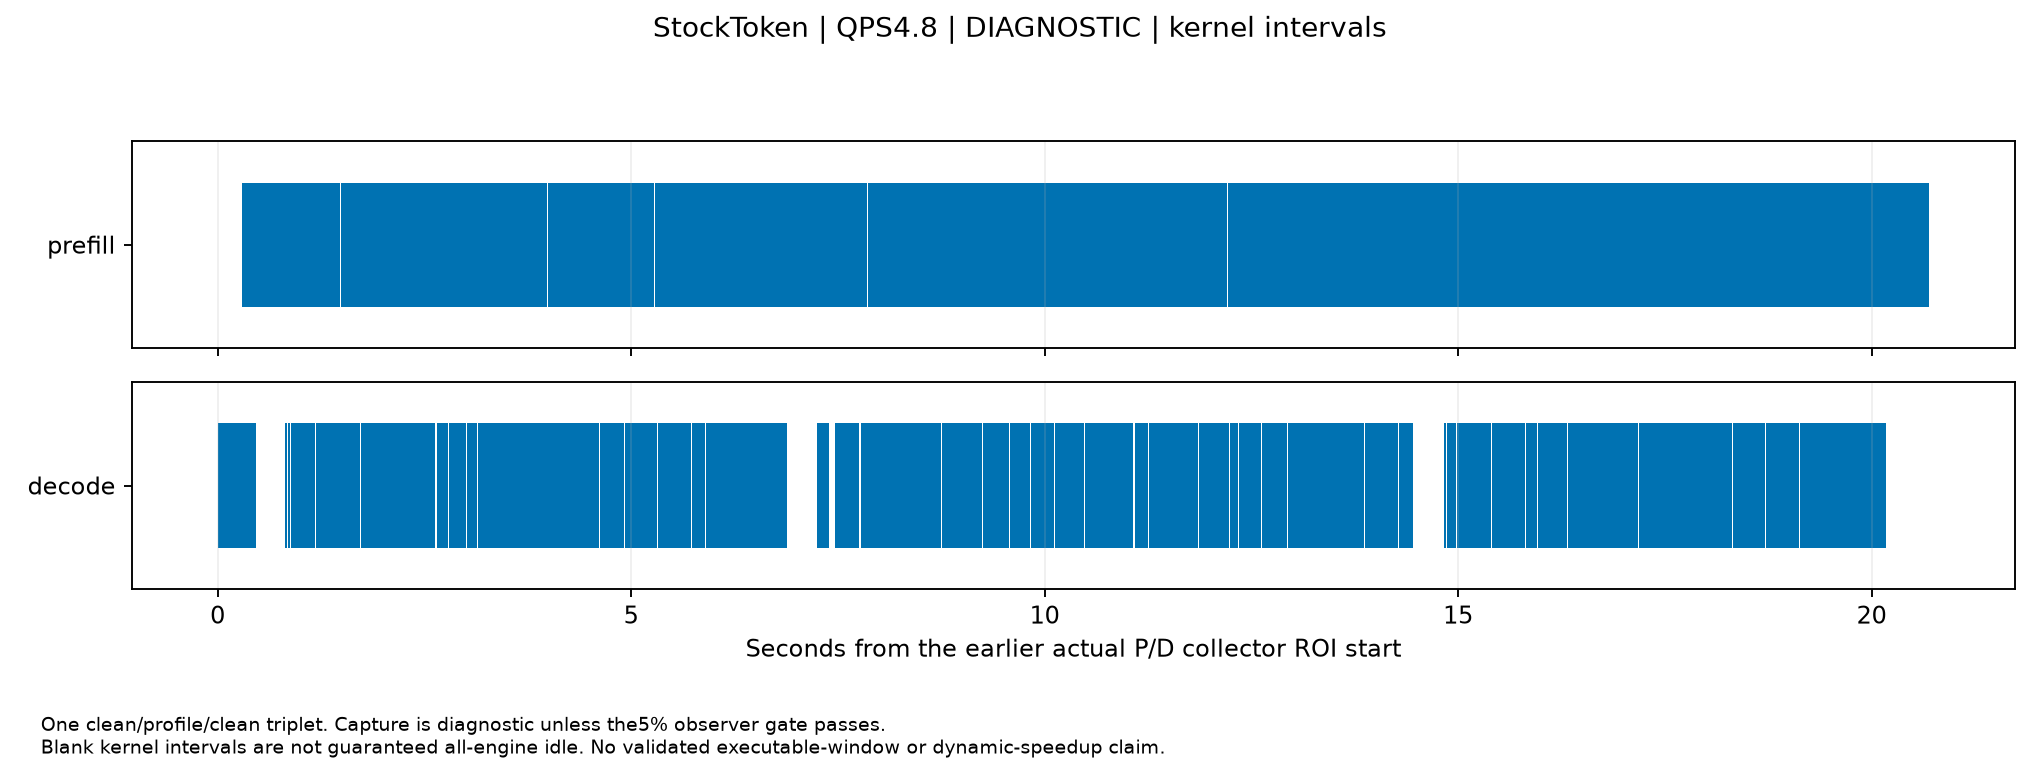 StockToken | QPS4.8 | DIAGNOSTIC | kernel intervals
prefill
decode
0 5 10 15 20
Seconds from the earlier actual P/D collector ROI start
One clean/profile/clean triplet. Capture is diagnostic unless the5% observer gate passes.
Blank kernel intervals are not guaranteed all-engine idle. No validated executable-window or dynamic-speedup claim.